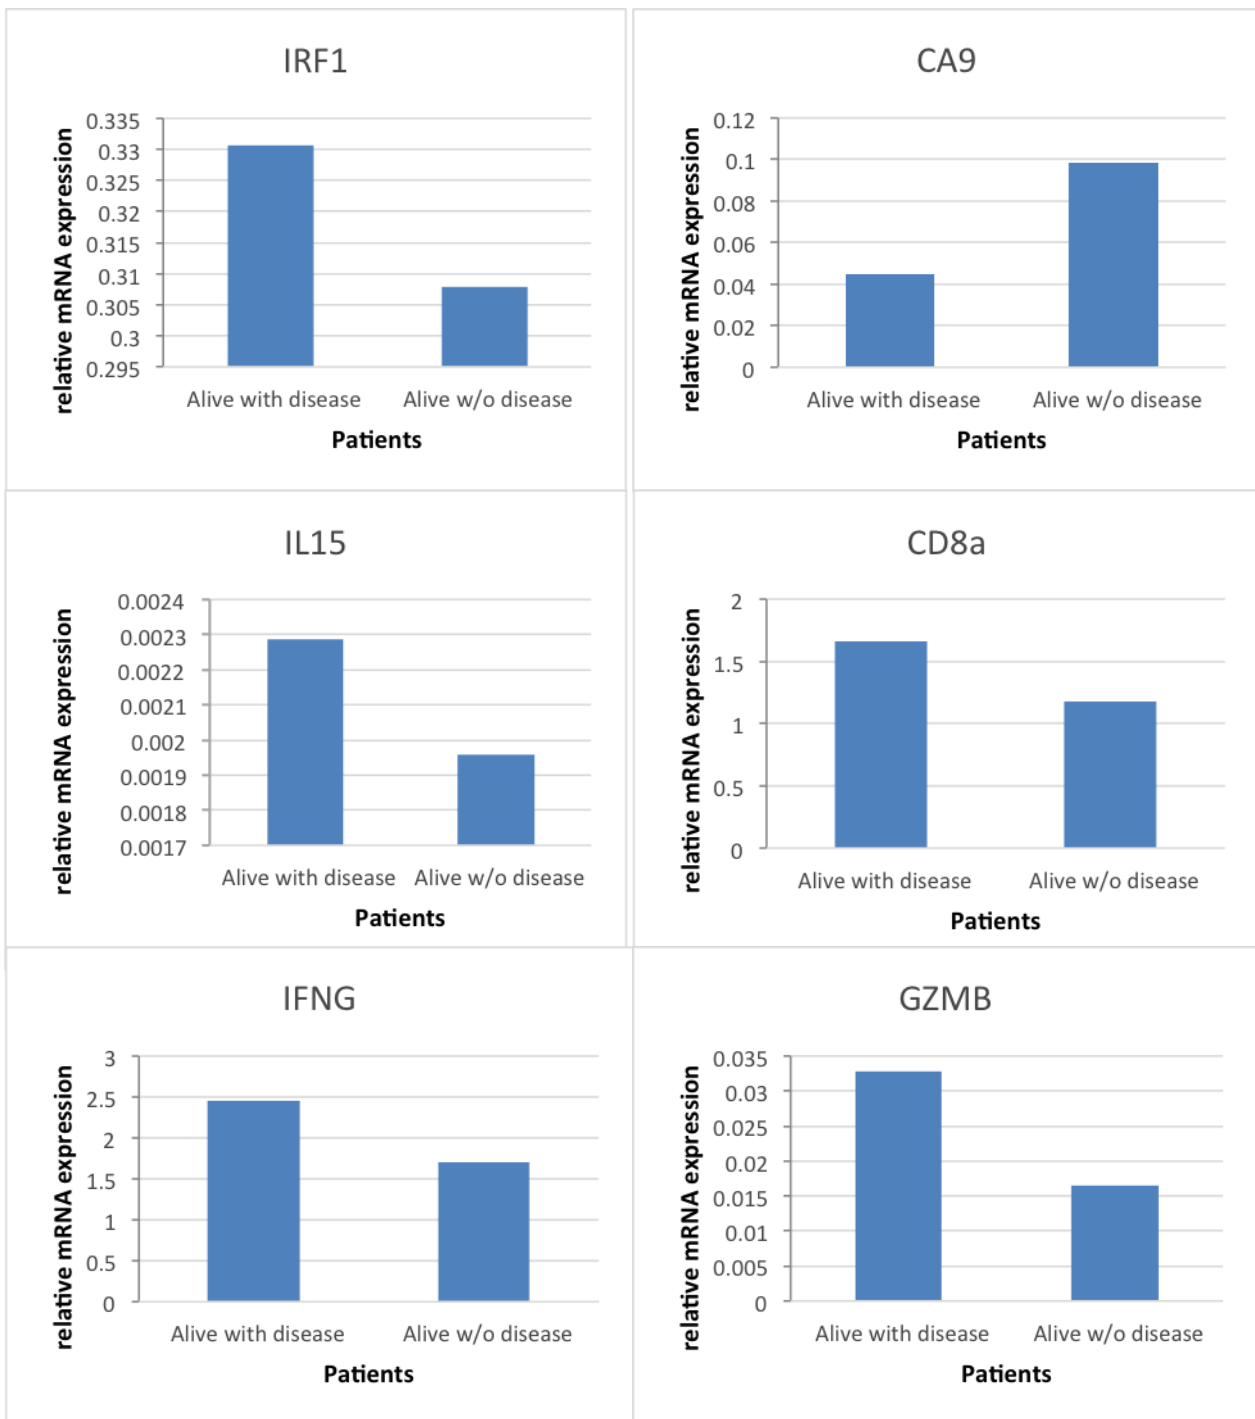 IRF1
relative mRNA expression
0.335
0.33
0.325
0.32
0.315
0.31
0.305
0.3
0.295
Alive with disease Alive w/o disease
Patients
CA9
relative mRNA expression
0.12
0.1
0.08
0.06
0.04
0.02
0
Alive with disease Alive w/o disease
Patients
IL15
relative mRNA expression
0.0024
0.0023
0.0022
0.0021
0.002
0.0019
0.0018
0.0017
Alive with disease Alive w/o disease
Patients
CD8a
relative mRNA expression
2
1.5
1
0.5
0
Alive with disease Alive w/o disease
Patients
IFNG
relative mRNA expression
3
2.5
2
1.5
1
0.5
0
Alive with disease Alive w/o disease
Patients
GZMB
relative mRNA expression
0.035
0.03
0.025
0.02
0.015
0.01
0.005
0
Alive with disease Alive w/o disease
Patients